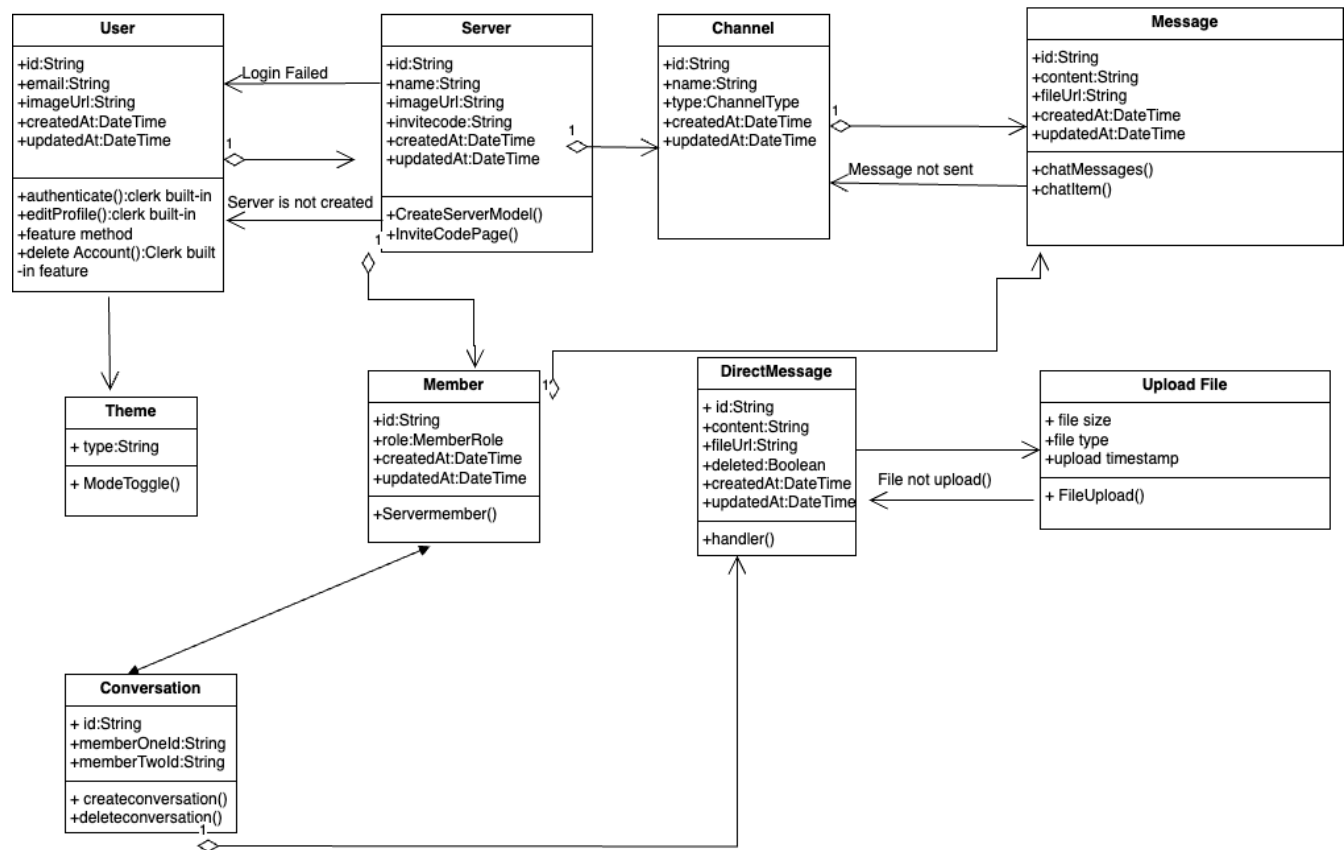 User
+id:String
+email:String
+imageUrl:String
+createdAt:DateTime
+updatedAt:DateTime
+authenticate():clerk built-in
+editProfile():clerk built-in
+feature method
+delete Account():Clerk built
-in feature
Login Failed
1
Server is not created
Server
+id:String
+name:String
+imageUrl:String
+invitecode:String
+createdAt:DateTime
+updatedAt:DateTime
+CreateServerModel()
+InviteCodePage()
1
1
Channel
+id:String
+name:String
+type:ChannelType
+createdAt:DateTime
+updatedAt:DateTime
1
Message not sent
Message
+id:String
+content:String
+fileUrl:String
+createdAt:DateTime
+updatedAt:DateTime
+chatMessages()
+chatItem()
Theme
+ type:String
+ ModeToggle()
Member
+id:String
+role:MemberRole
+createdAt:DateTime
+updatedAt:DateTime
+Servermember()
1
DirectMessage
+ id:String
+content:String
+fileUrl:String
+deleted:Boolean
+createdAt:DateTime
+updatedAt:DateTime
+handler()
File not upload()
Upload File
+ file size
+file type
+upload timestamp
+ FileUpload()
Conversation
+ id:String
+memberOneId:String
+memberTwoId:String
+ createconversation()
+deleteconversation()
1